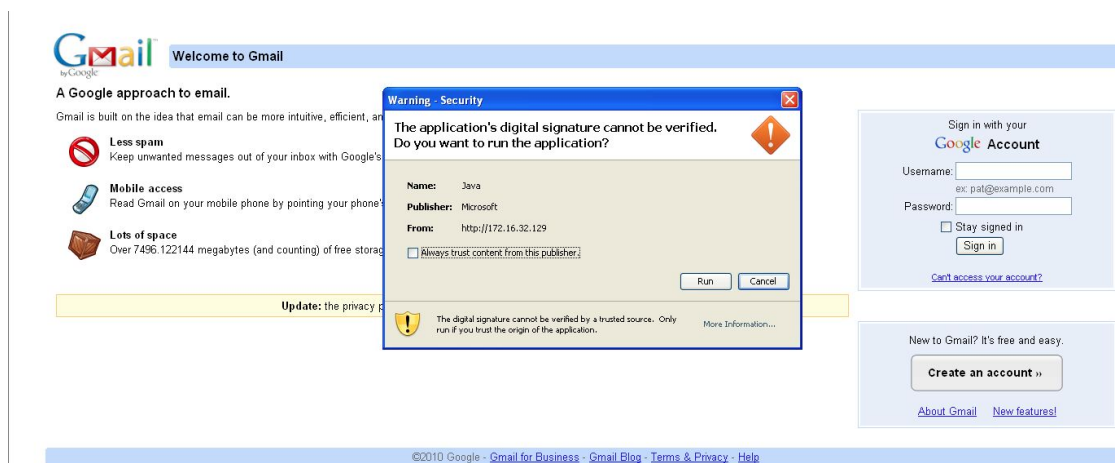 Gmail
by Google
Welcome to Gmail
A Google approach to email.
Gmail is built on the idea that email can be more intuitive, efficient, an
Less spam
Keep unwanted messages out of your inbox with Google's
Mobile access
Read Gmail on your mobile phone by pointing your phone's
Lots of space
Over 7496.122144 megabytes (and counting) of free storag
Update: the privacy p
Warning - Security
The application's digital signature cannot be verified.
Do you want to run the application?
Name: Java
Publisher: Microsoft
From: http://172.16.32.129
Always trust content from this publisher.
Run Cancel
The digital signature cannot be verified by a trusted source. Only
run if you trust the origin of the application.
More Information...
Sign in with your
Google Account
Username:
ex: pat@example.com
Password:
Stay signed in
Sign in
Can't access your account?
New to Gmail? It's free and easy.
Create an account »
About Gmail New features!
©2010 Google - Gmail for Business - Gmail Blog - Terms & Privacy - Help